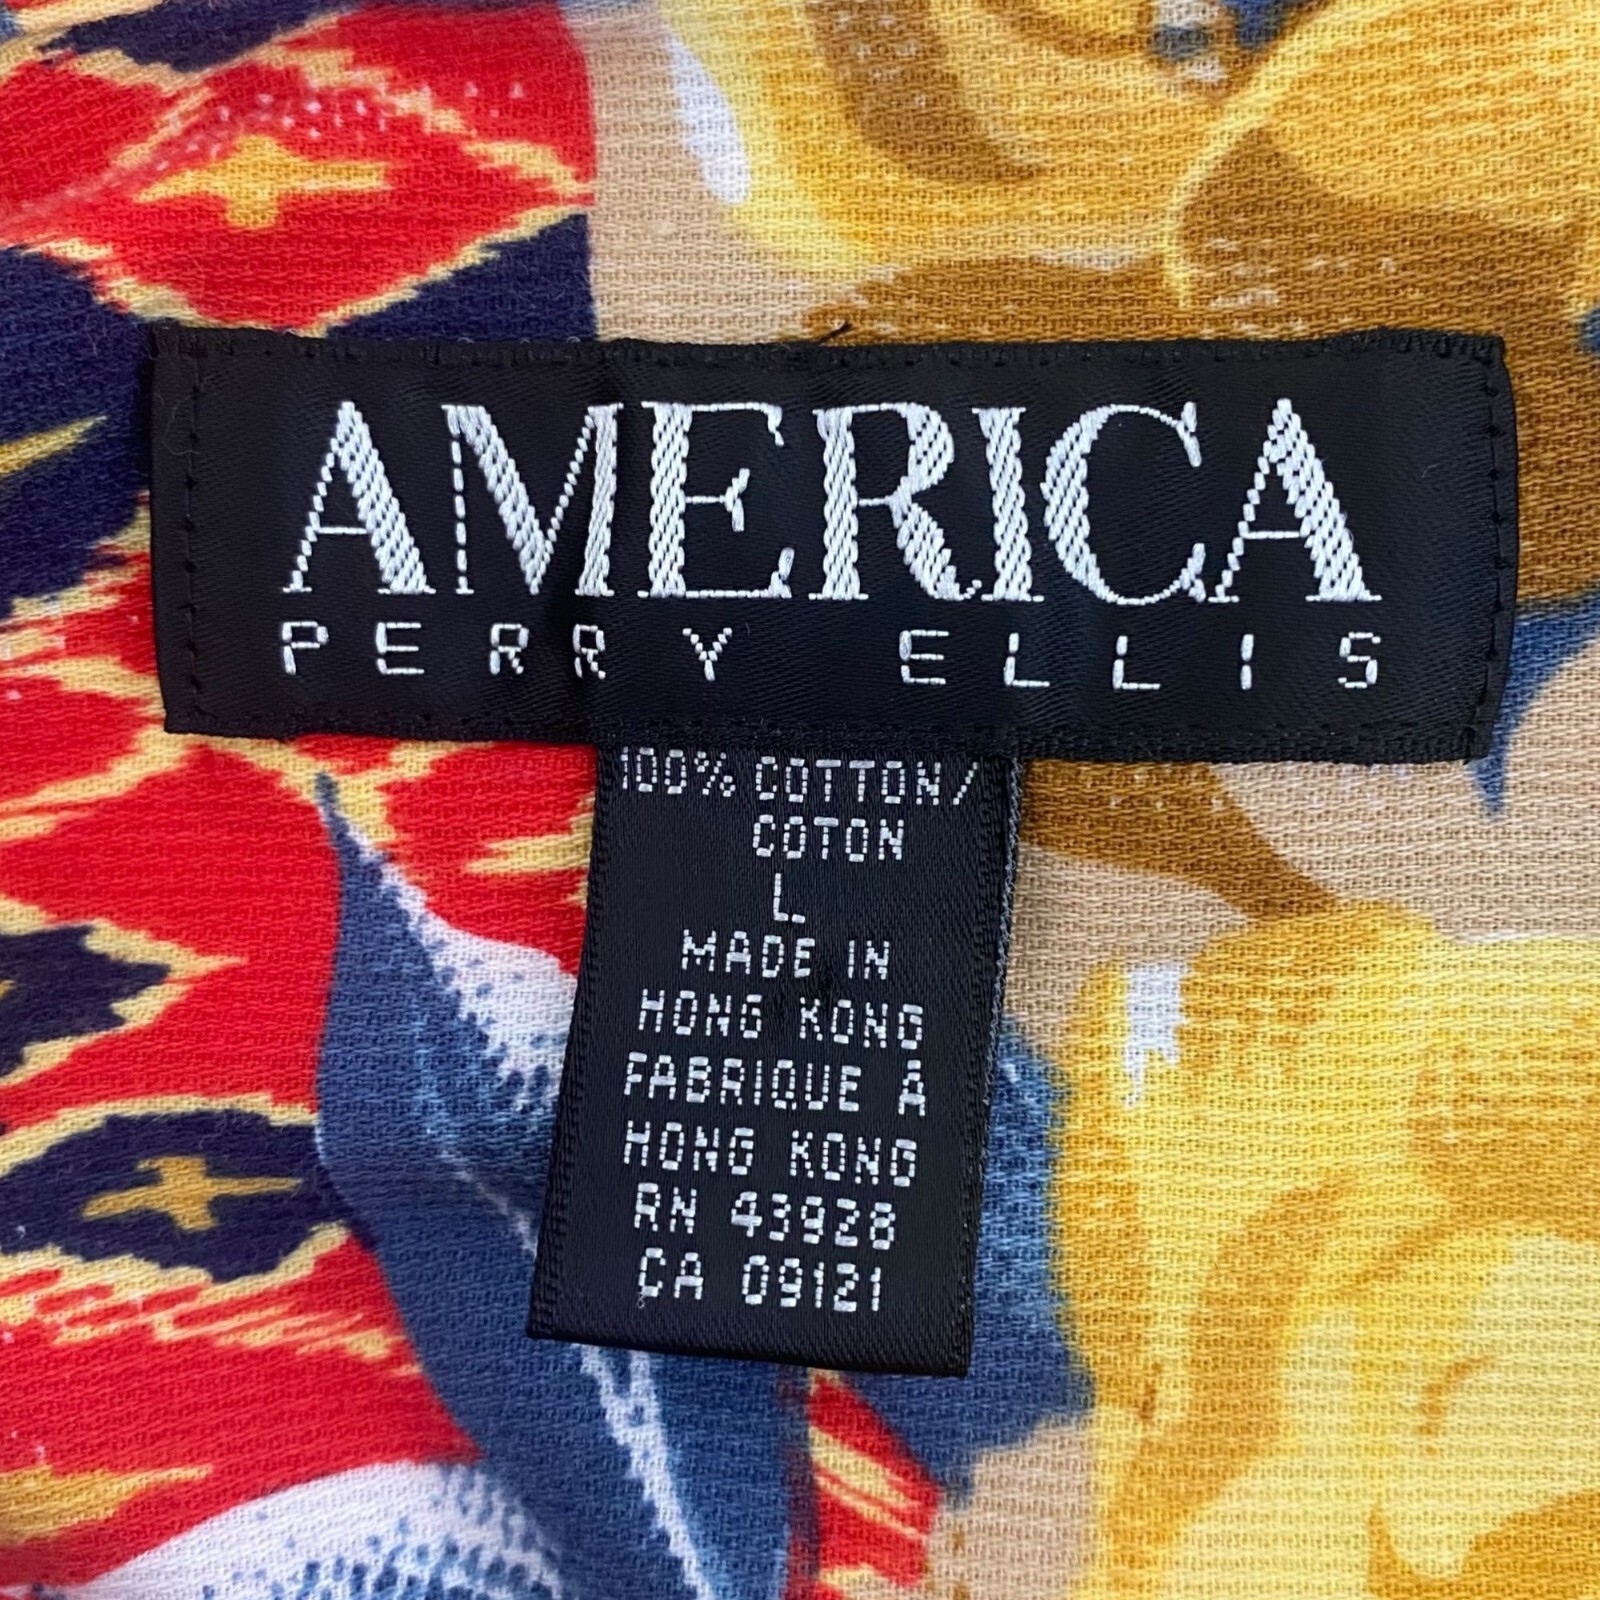 AMERICA
PERRY ELLIS
100% COTTON/
COTON
L
MADE IN
HONG KONG
FABRIQUE A
HONG KONG
RN 43928
CA 09121